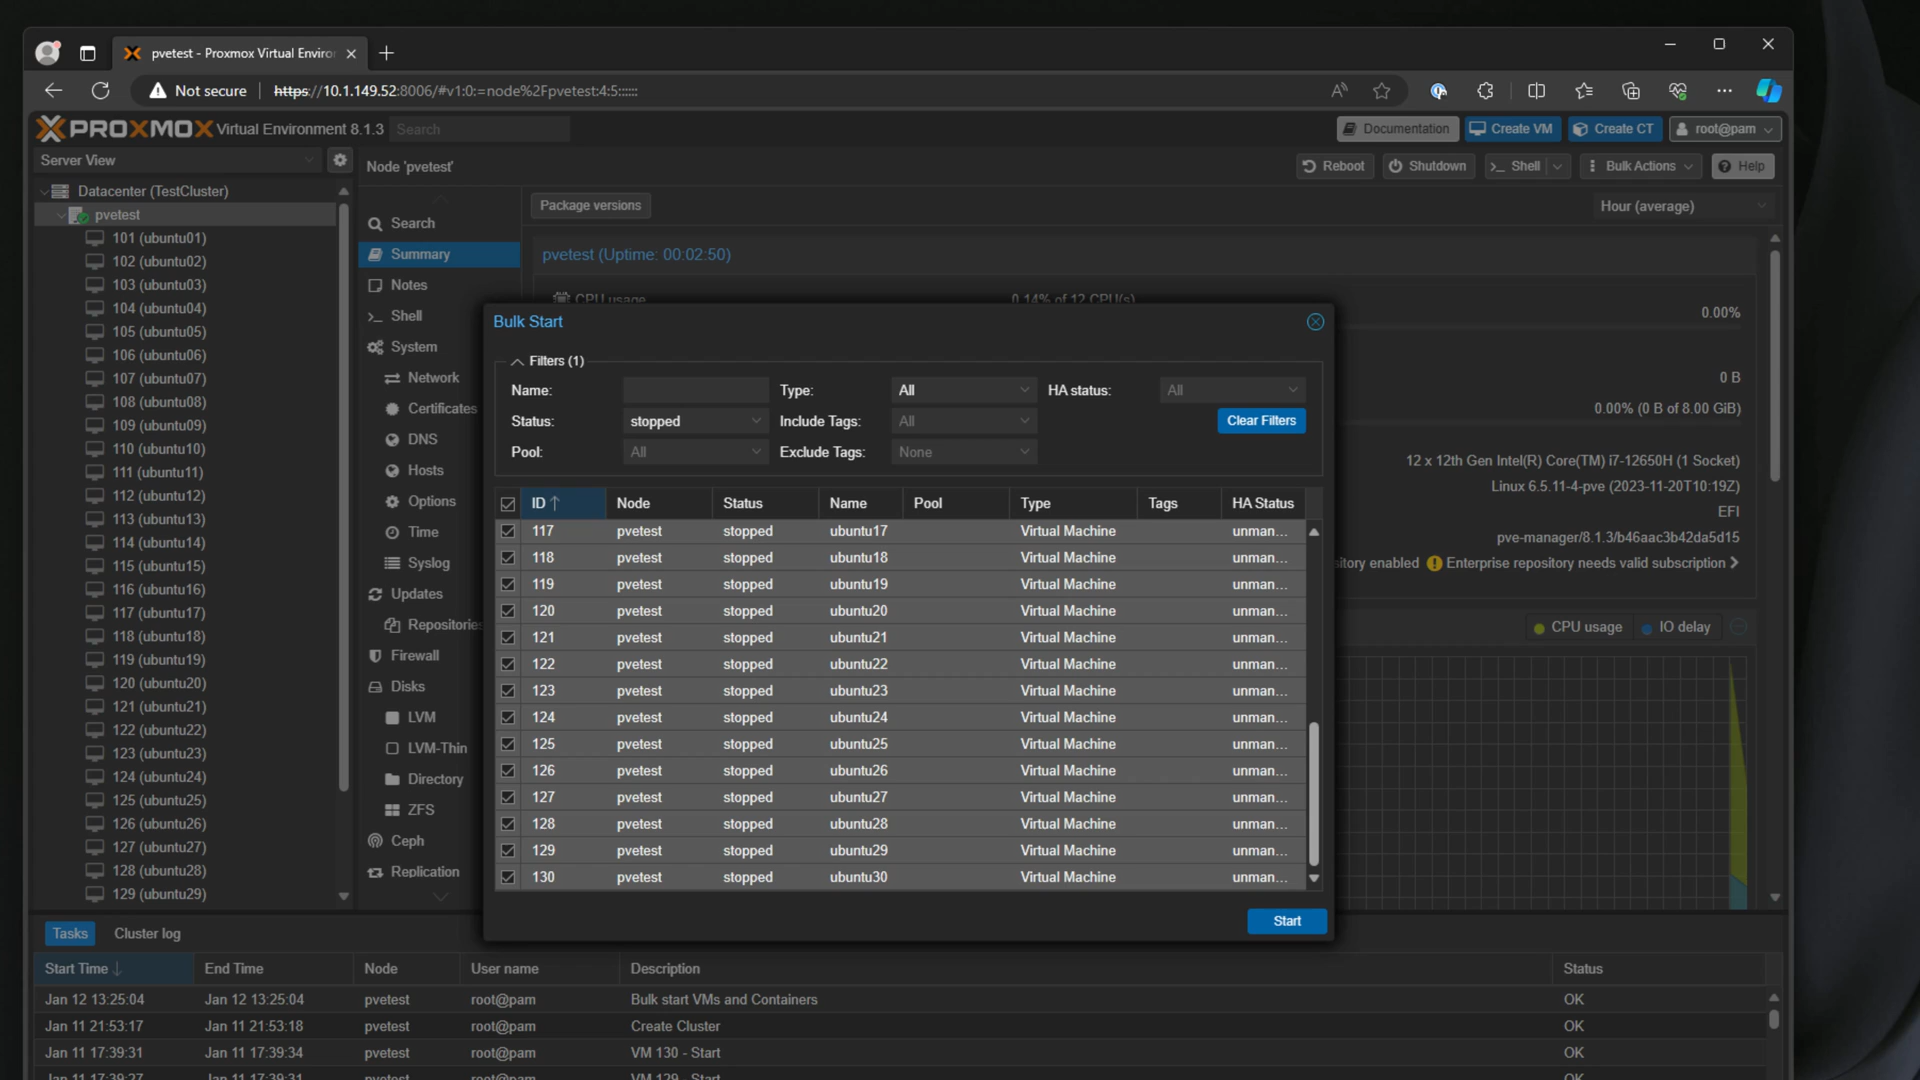 pvetest - Proxmox Virtual Enviro
Not secure
https://10.1.149.52:8006/#v1:0:=node%2Fpvetest:4:5::::::
PROXMOX Virtual Environment 8.1.3
Search
Documentation
Create VM
Create CT
root@pam
Server View
Node 'pvetest'
Reboot
Shutdown
Shell
Bulk Actions
Help
Datacenter (TestCluster)
pvetest
101 (ubuntu01)
102 (ubuntu02)
103 (ubuntu03)
104 (ubuntu04)
105 (ubuntu05)
106 (ubuntu06)
107 (ubuntu07)
108 (ubuntu08)
109 (ubuntu09)
110 (ubuntu10)
111 (ubuntu11)
112 (ubuntu12)
113 (ubuntu13)
114 (ubuntu14)
115 (ubuntu15)
116 (ubuntu16)
117 (ubuntu17)
118 (ubuntu18)
119 (ubuntu19)
120 (ubuntu20)
121 (ubuntu21)
122 (ubuntu22)
123 (ubuntu23)
124 (ubuntu24)
125 (ubuntu25)
126 (ubuntu26)
127 (ubuntu27)
128 (ubuntu28)
129 (ubuntu29)
Search
Summary
Notes
Shell
System
Network
Certificates
DNS
Hosts
Options
Time
Syslog
Updates
Repositories
Firewall
Disks
LVM
LVM-Thin
Directory
ZFS
Ceph
Replication
Package versions
Hour (average)
pvetest (Uptime: 00:02:50)
CPU usage
0.14% of 12 CPU(s)
0.00%
0 B
0.00% (0 B of 8.00 GiB)
12 x 12th Gen Intel(R) Core(TM) i7-12650H (1 Socket)
Linux 6.5.11-4-pve (2023-11-20T10:19Z)
EFI
pve-manager/8.1.3/b46aac3b42da5d15
sitory enabled
Enterprise repository needs valid subscription
CPU usage
IO delay
Bulk Start
Filters (1)
Name:
Type: All
HA status: All
Status: stopped
Include Tags: All
Clear Filters
Pool: All
Exclude Tags: None
ID Node Status Name Pool Type Tags HA Status
117 pvetest stopped ubuntu17 Virtual Machine unman...
118 pvetest stopped ubuntu18 Virtual Machine unman...
119 pvetest stopped ubuntu19 Virtual Machine unman...
120 pvetest stopped ubuntu20 Virtual Machine unman...
121 pvetest stopped ubuntu21 Virtual Machine unman...
122 pvetest stopped ubuntu22 Virtual Machine unman...
123 pvetest stopped ubuntu23 Virtual Machine unman...
124 pvetest stopped ubuntu24 Virtual Machine unman...
125 pvetest stopped ubuntu25 Virtual Machine unman...
126 pvetest stopped ubuntu26 Virtual Machine unman...
127 pvetest stopped ubuntu27 Virtual Machine unman...
128 pvetest stopped ubuntu28 Virtual Machine unman...
129 pvetest stopped ubuntu29 Virtual Machine unman...
130 pvetest stopped ubuntu30 Virtual Machine unman...
Start
Tasks
Cluster log
Start Time End Time Node User name Description Status
Jan 12 13:25:04 Jan 12 13:25:04 pvetest root@pam Bulk start VMs and Containers OK
Jan 11 21:53:17 Jan 11 21:53:18 pvetest root@pam Create Cluster OK
Jan 11 17:39:31 Jan 11 17:39:34 pvetest root@pam VM 130 - Start OK
Jan 11 17:39:27 Jan 11 17:39:31 pvetest root@pam VM 129 - Start OK